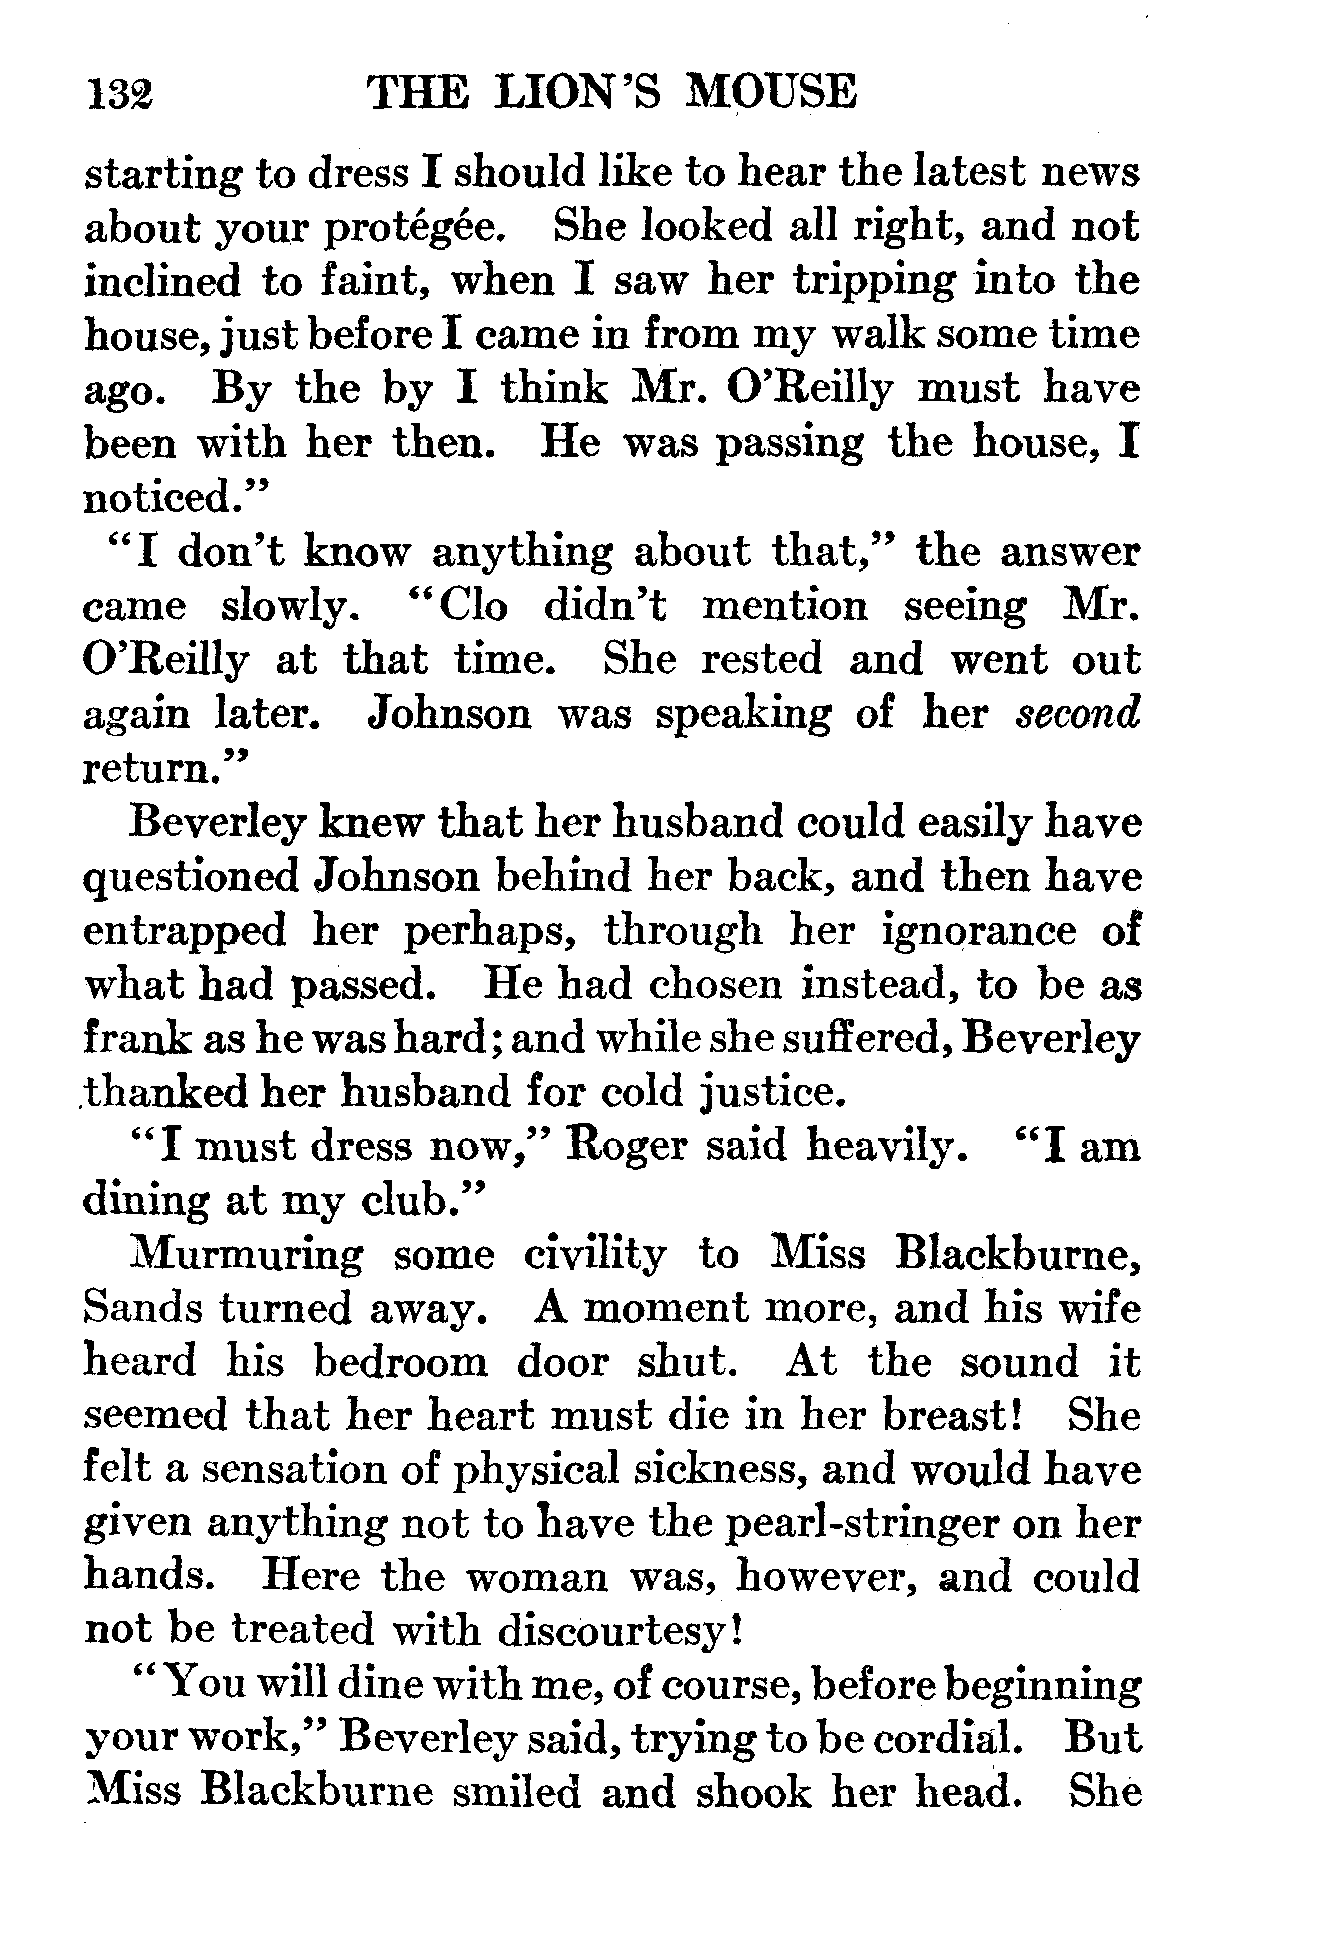 132 THE LION'S MOUSE
starting to dress I should like to hear the latest news
about your protégée. She looked all right, and not
inclined to faint, when I saw her tripping into the
house, just before I came in from my walk some time
ago. By the by I think Mr. O'Reilly must have
been with her then. He was passing the house, I
noticed."
"I don't know anything about that," the answer
came slowly. "Clo didn't mention seeing Mr.
O'Reilly at that time. She rested and went out
again later. Johnson was speaking of her second
return."
Beverley knew that her husband could easily have
questioned Johnson behind her back, and then have
entrapped her perhaps, through her ignorance of
what had passed. He had chosen instead, to be as
frank as he was hard; and while she suffered, Beverley
thanked her husband for cold justice.
"I must dress now," Roger said heavily. "I am
dining at my club."
Murmuring some civility to Miss Blackburne,
Sands turned away. A moment more, and his wife
heard his bedroom door shut. At the sound it
seemed that her heart must die in her breast! She
felt a sensation of physical sickness, and would have
given anything not to have the pearl-stringer on her
hands. Here the woman was, however, and could
not be treated with discourtesy!
"You will dine with me, of course, before beginning
your work," Beverley said, trying to be cordial. But
Miss Blackburne smiled and shook her head. She